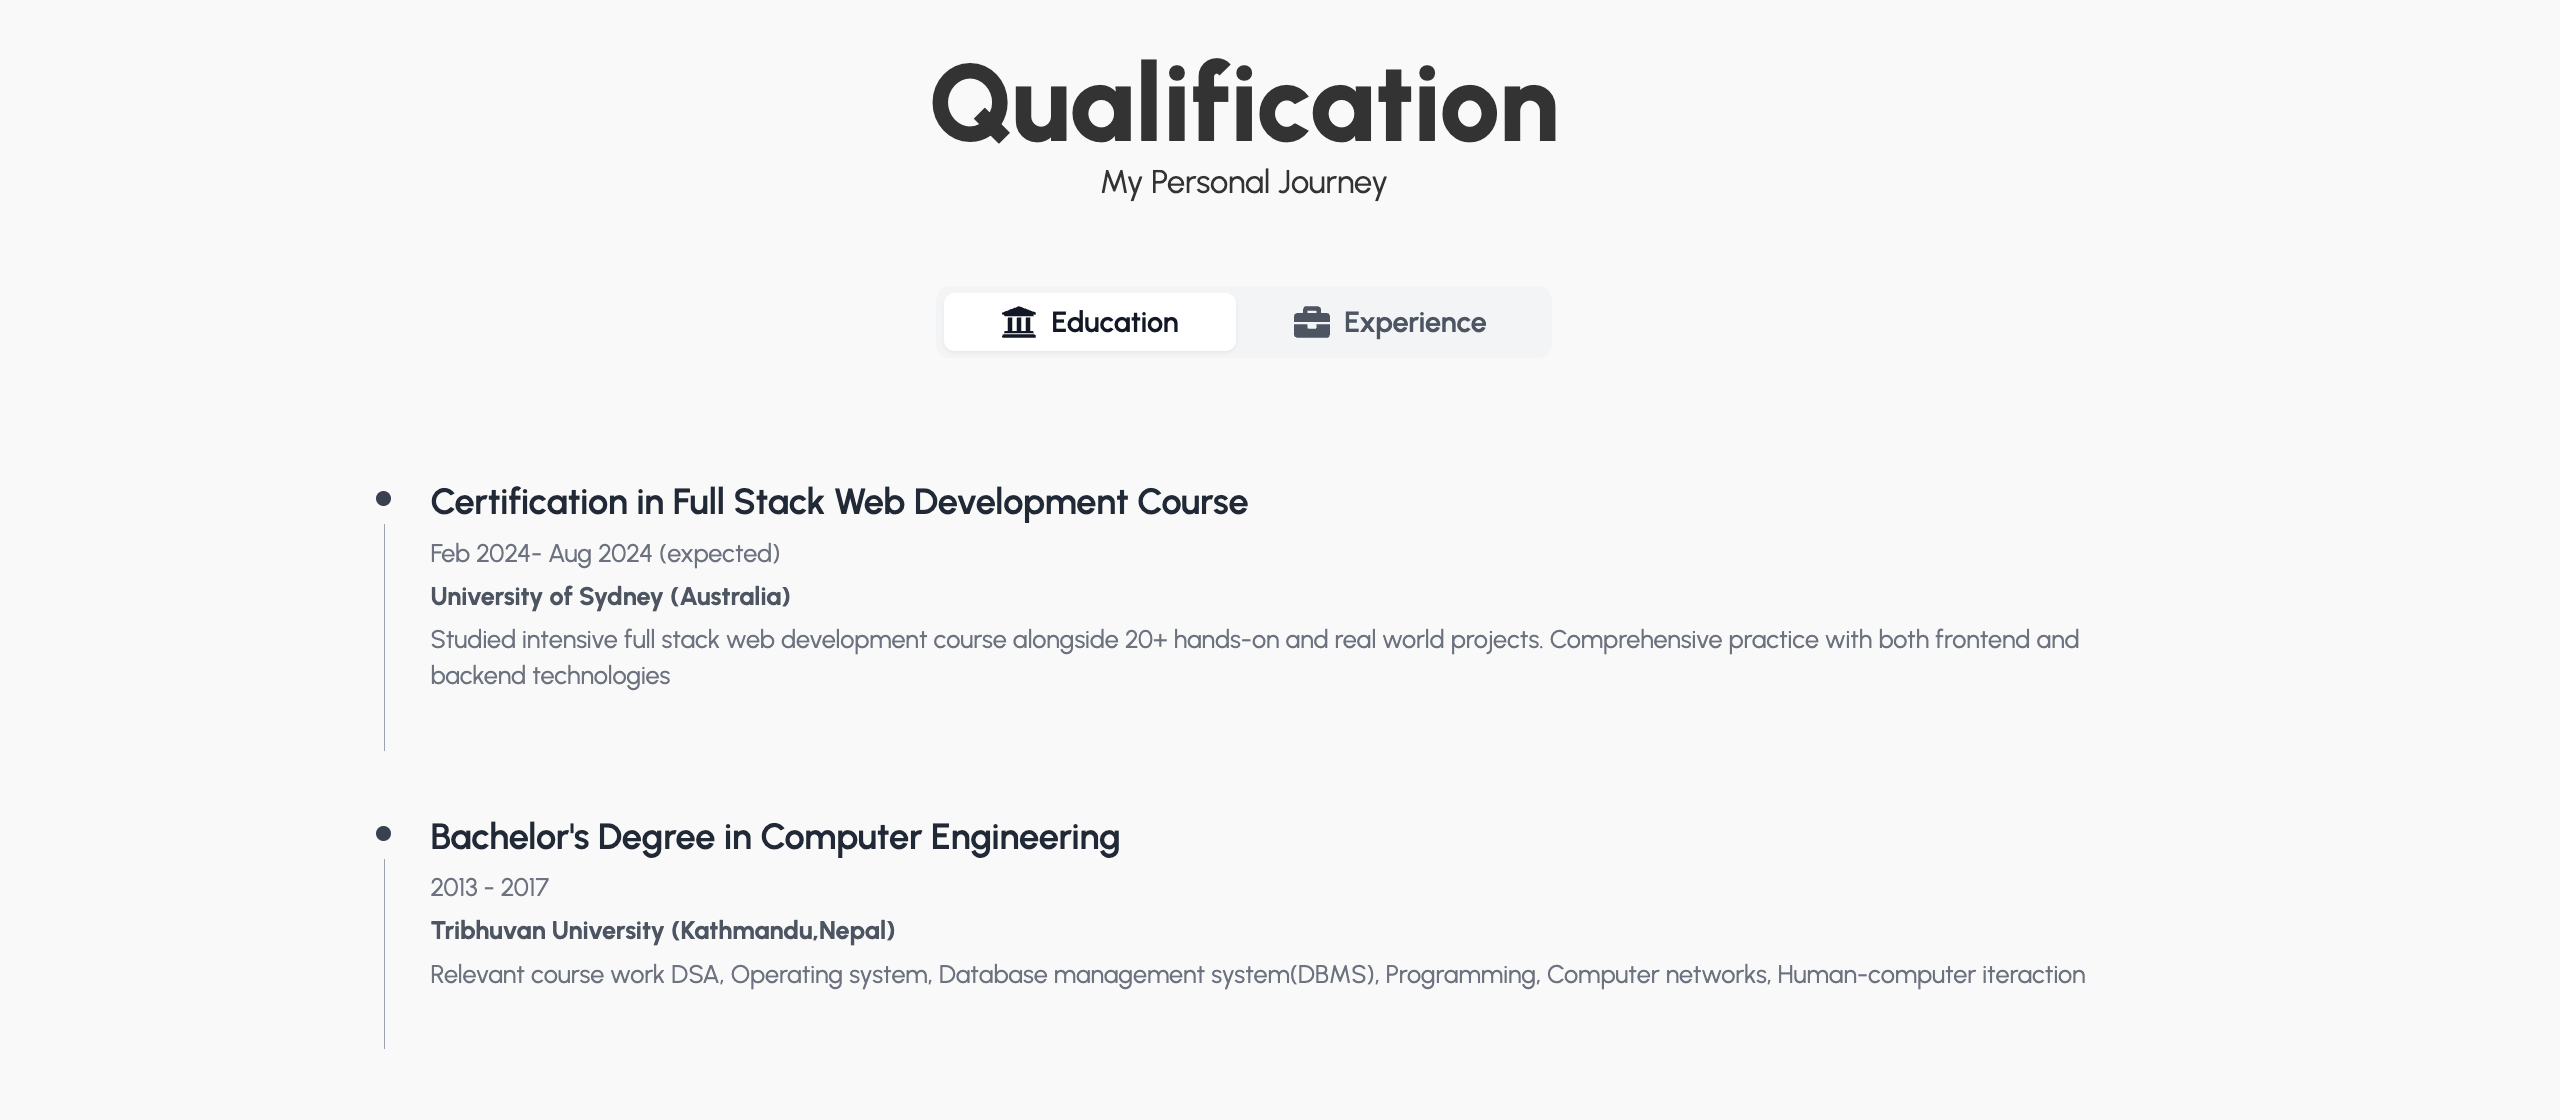 Qualification
My Personal Journey
Education
Experience
Certification in Full Stack Web Development Course
Feb 2024- Aug 2024 (expected)
University of Sydney (Australia)
Studied intensive full stack web development course alongside 20+ hands-on and real world projects. Comprehensive practice with both frontend and
backend technologies
Bachelor's Degree in Computer Engineering
2013 - 2017
Tribhuvan University (Kathmandu,Nepal)
Relevant course work DSA, Operating system, Database management system(DBMS), Programming, Computer networks, Human-computer iteraction